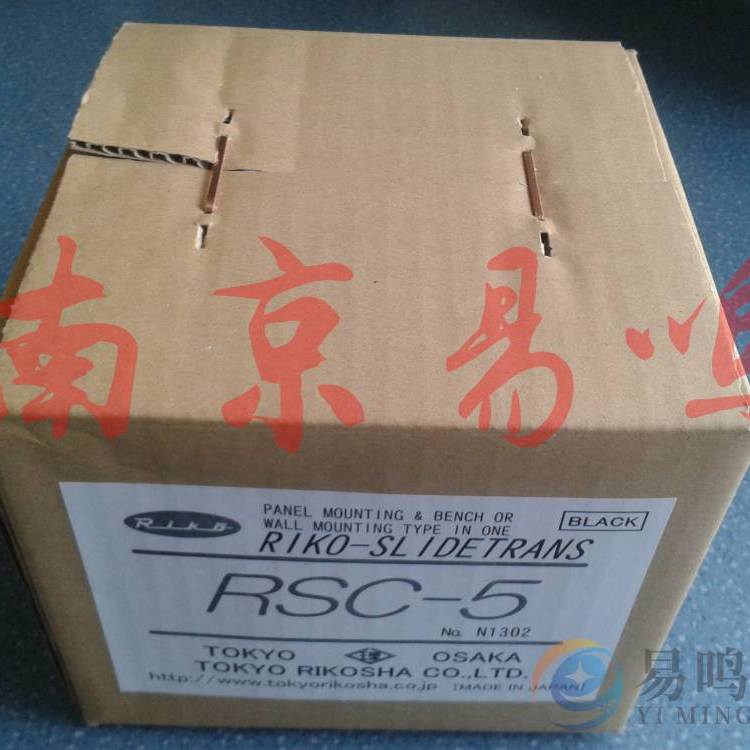 南京易鸣
RIKO
PANEL MOUNTING & BENCH OR
WALL MOUNTING TYPE IN ONE
BLACK
RIKO-SLIDETRANS
RSC-5
No. N1302
TOKYO 理 OSAKA
TOKYO RIKOSHA CO.,LTD.
http://www.tokyorikosha.co.jp [MADE IN JAPAN]
易鸣
YI MING